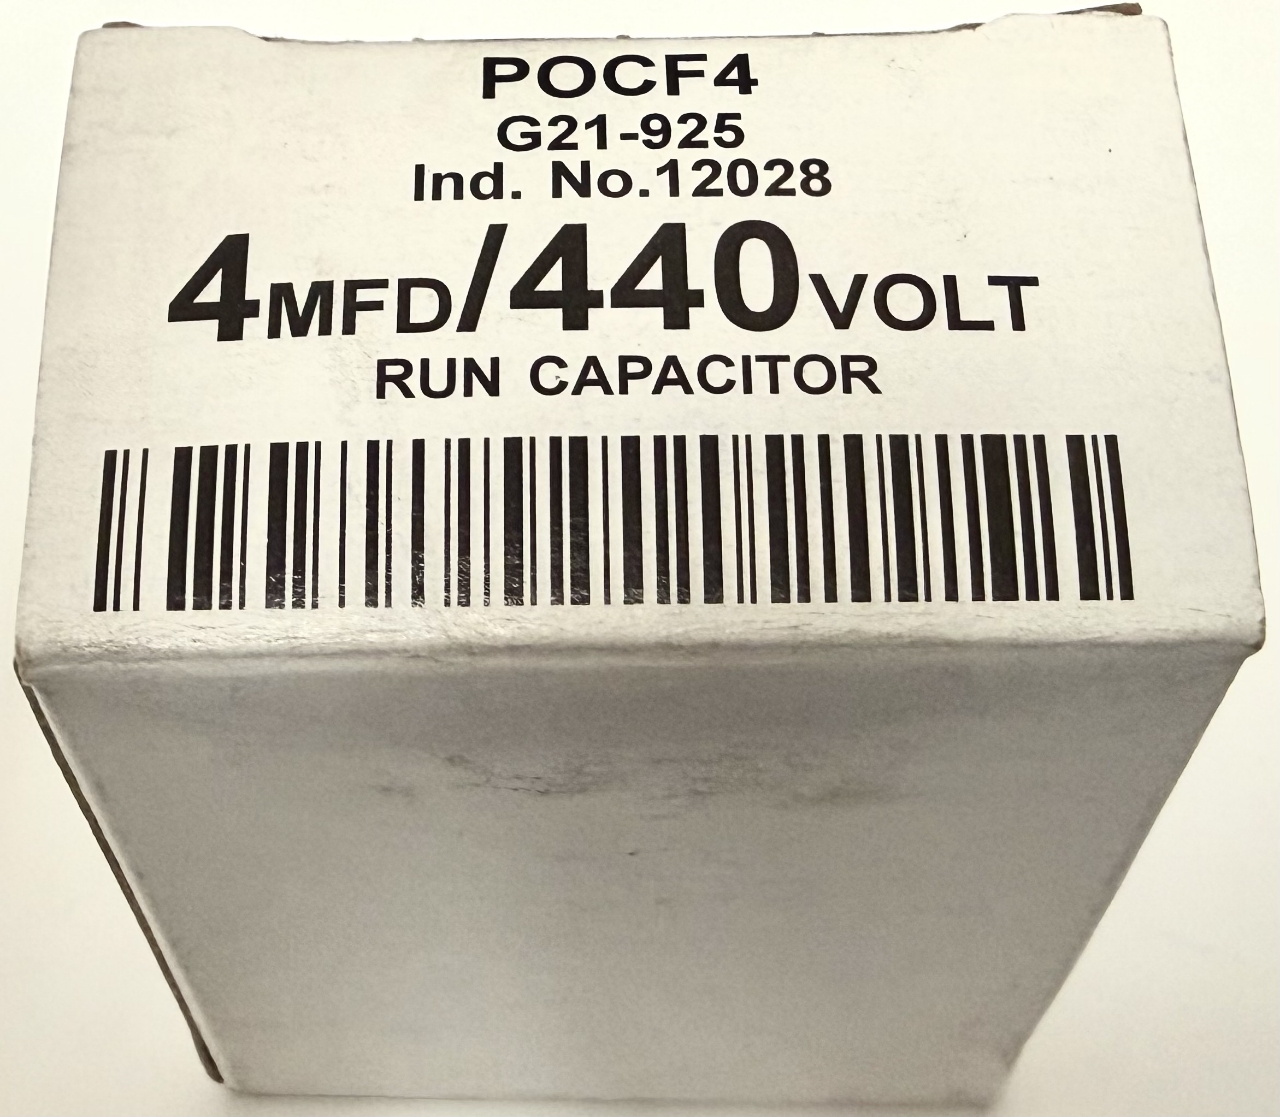 POCF4
G21-925
Ind. No.12028
4MFD/440VOLT
RUN CAPACITOR